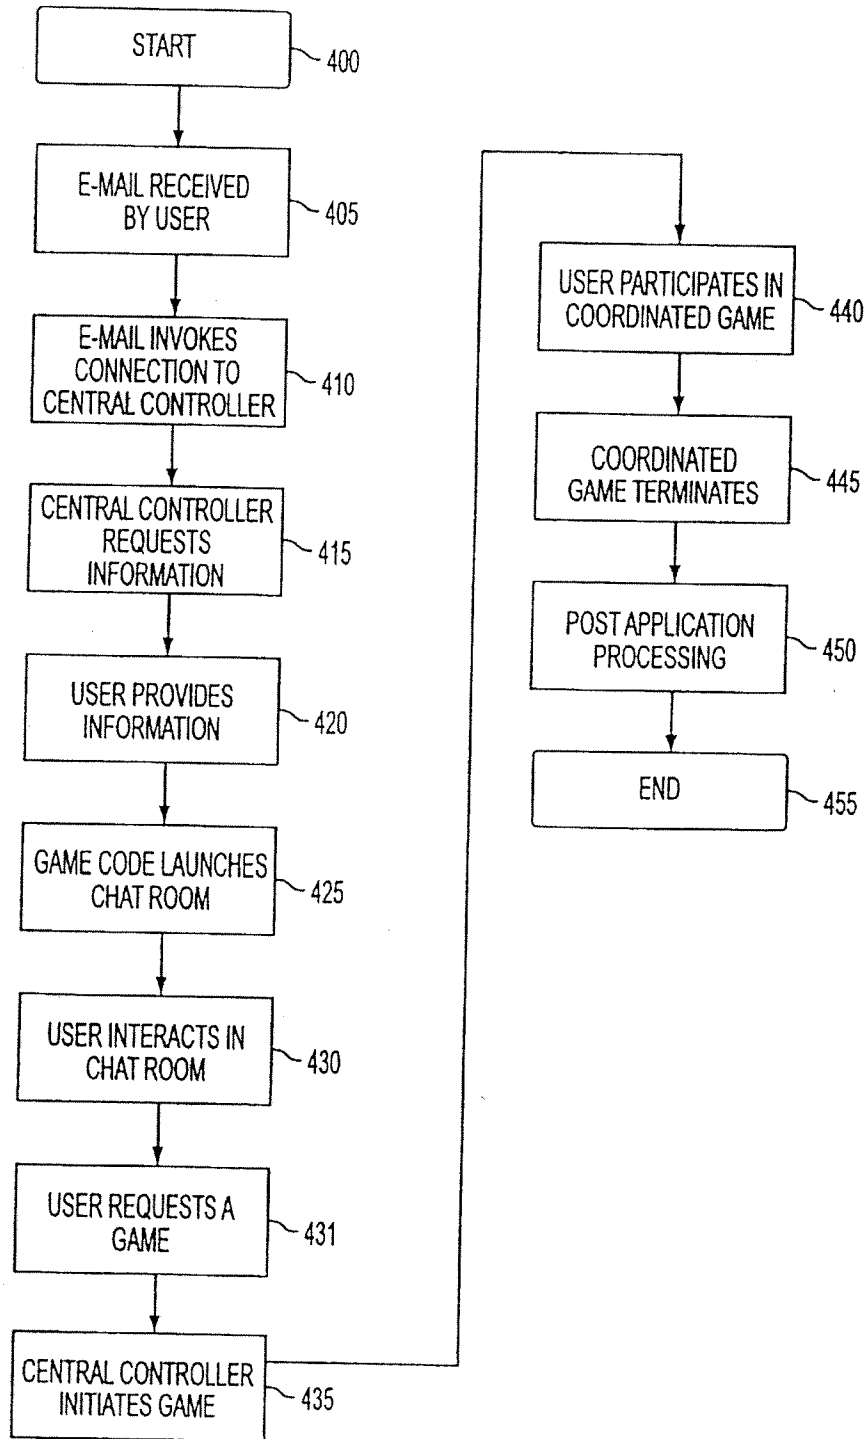 START
400
E-MAIL RECEIVED
BY USER
405
E-MAIL INVOKES
CONNECTION TO
CENTRAL CONTROLLER
410
CENTRAL CONTROLLER
REQUESTS
INFORMATION
415
USER PROVIDES
INFORMATION
420
GAME CODE LAUNCHES
CHAT ROOM
425
USER INTERACTS IN
CHAT ROOM
430
USER REQUESTS A
GAME
431
CENTRAL CONTROLLER
INITIATES GAME
435
USER PARTICIPATES IN
COORDINATED GAME
440
COORDINATED
GAME TERMINATES
445
POST APPLICATION
PROCESSING
450
END
455